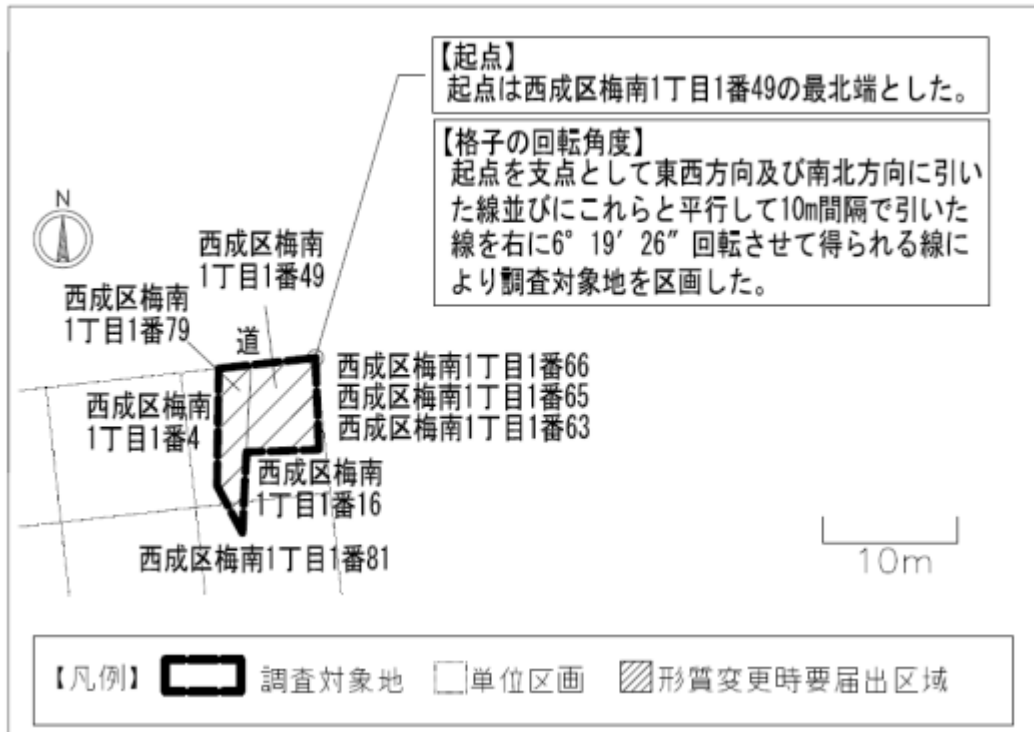 【起点】
起点は西成区梅南1丁目1番49の最北端とした。
【格子の回転角度】
起点を支点として東西方向及び南北方向に引い
た線並びにこれらと平行して10m間隔で引いた
線を右に6° 19′ 26″ 回転させて得られる線に
より調査対象地を区画した。
N
西成区梅南
1丁目1番49
西成区梅南
1丁目1番79
道
西成区梅南1丁目1番66
西成区梅南1丁目1番65
西成区梅南1丁目1番63
西成区梅南
1丁目1番4
西成区梅南
1丁目1番16
西成区梅南1丁目1番81
10m
【凡例】 調査対象地 単位区画 形質変更時要届出区域